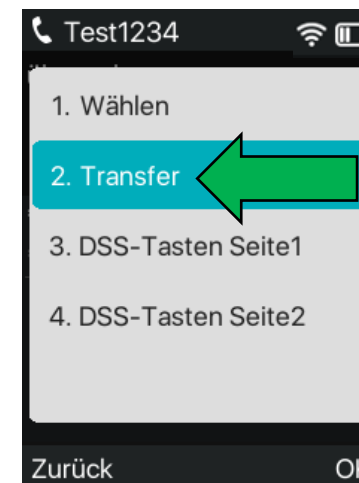 Test1234
1. Wählen
2. Transfer
3. DSS-Tasten Seite1
4. DSS-Tasten Seite2
Zurück